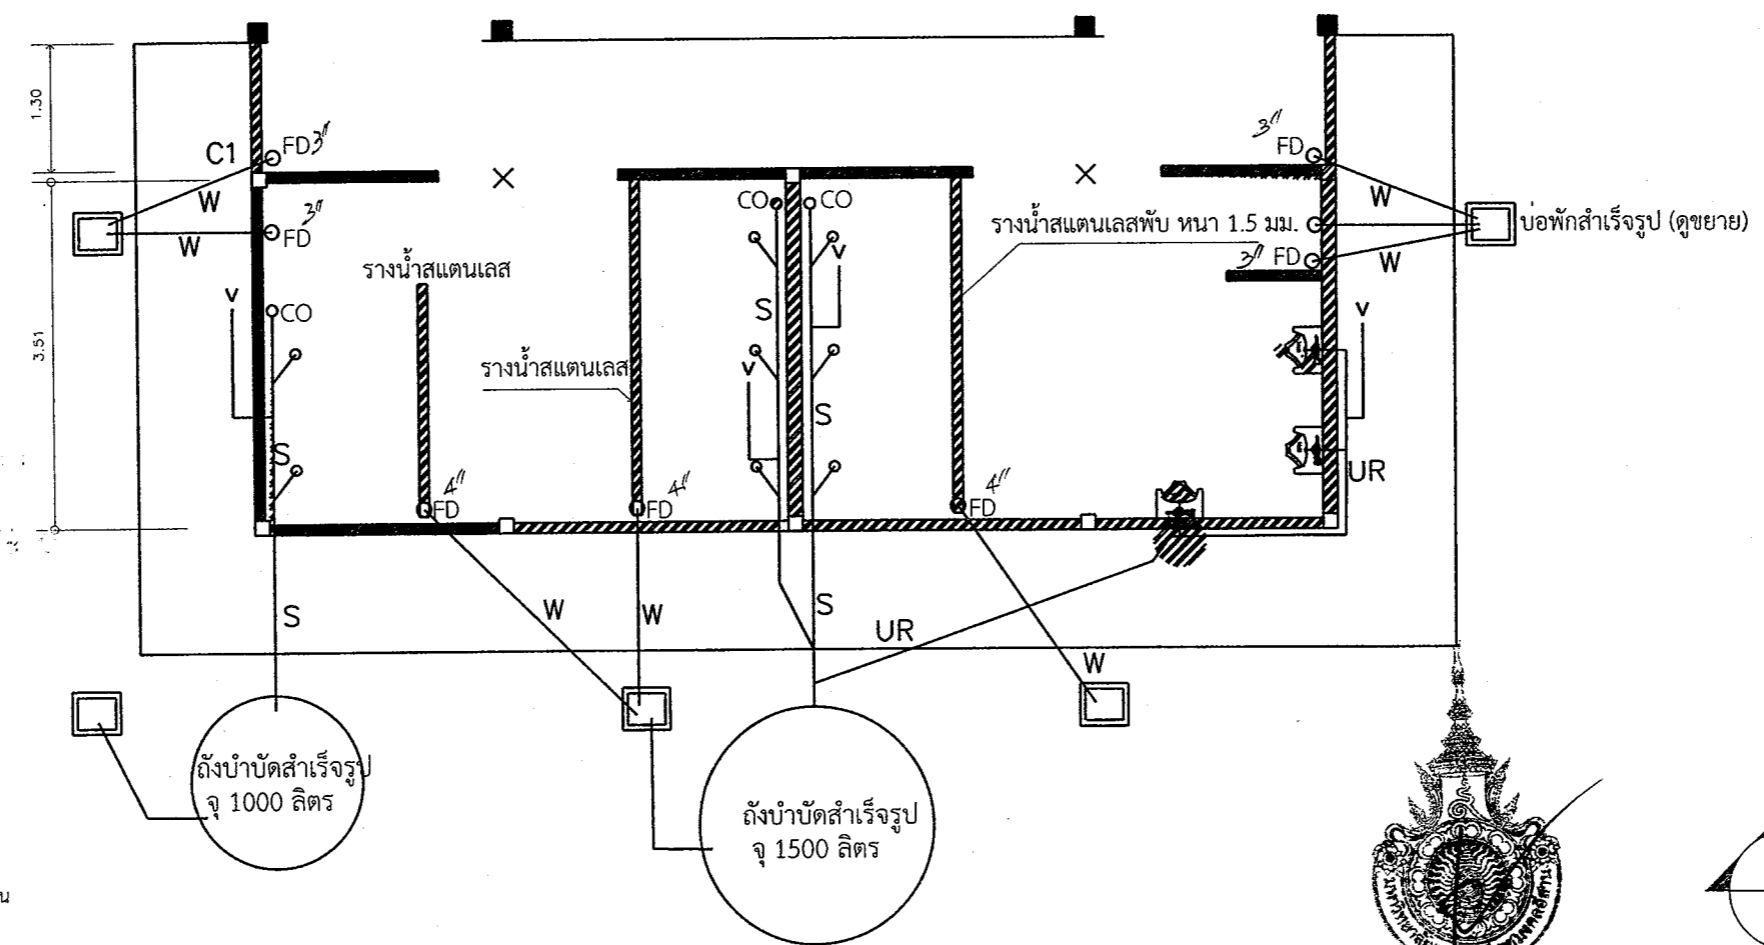 1.30
C1
FD 3"
3" FD
W
W
3"
FD
W
3" FD
W
บ่อพักสำเร็จรูป (ดูขยาย)
CO
CO
รางน้ำสแตนเลสพับ หนา 1.5 มม.
รางน้ำสแตนเลส
v
v
v
v
CO
S
3.51
รางน้ำสแตนเลส
S
S
UR
4"
FD
4"
FD
4"
FD
S
W
W
S
UR
W
ถังบำบัดสำเร็จรูป
จุ 1000 ลิตร
ถังบำบัดสำเร็จรูป
จุ 1500 ลิตร
น